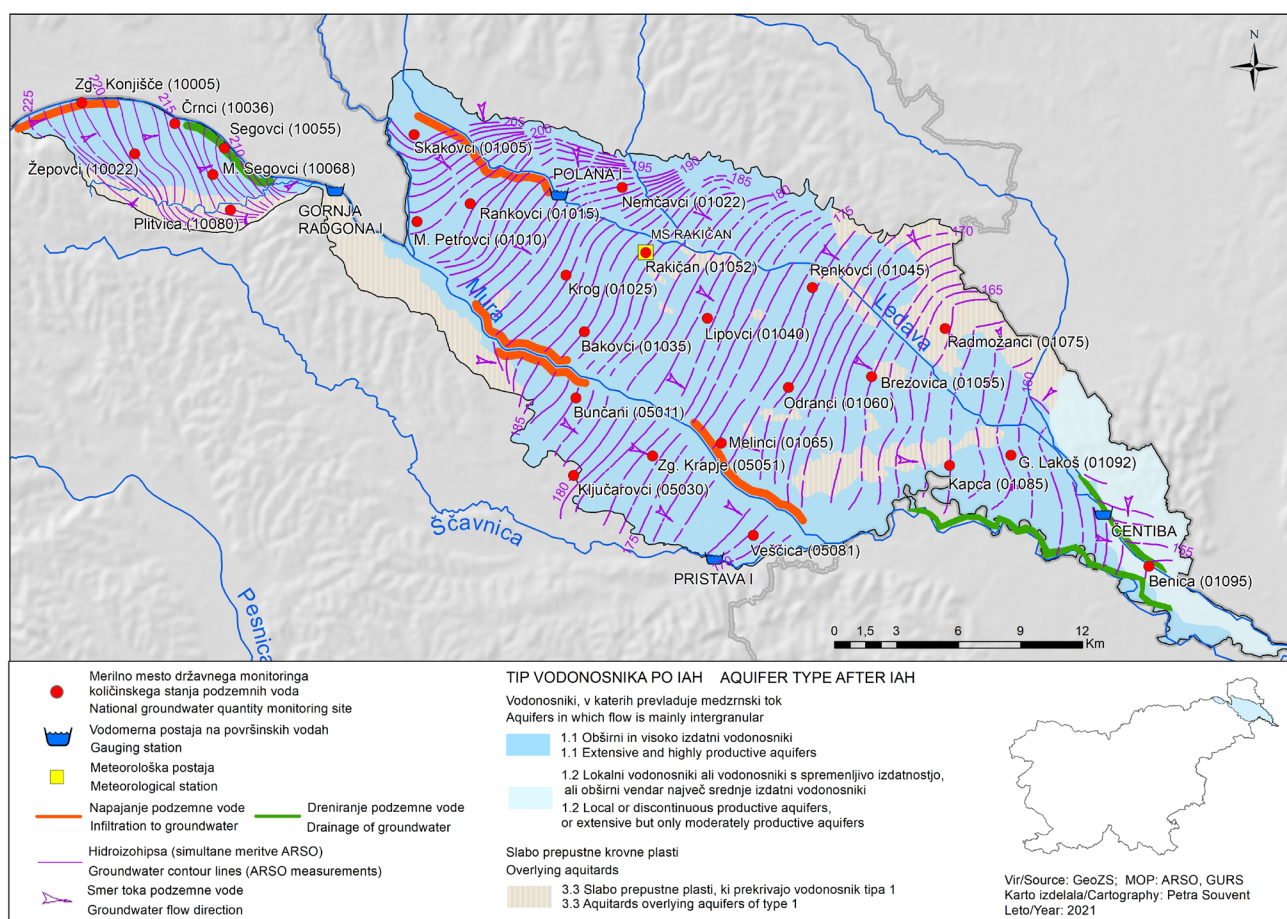 N
Zg. Konjišče (10005)
225
220
Črnci (10036)
215
Segovci (10055)
210
Žepovci (10022)
M. Segovci (10068)
Plitvica (10080)
GORNJA
RADGONA I
205
200
Skakovci (01005)
195
190
POLANA I
185
Nemčavci (01022)
180
Rankovci (01015)
M. Petrovci (01010)
MS RAKIČAN
115
170
Rakičan (01052)
Renkovci (01045)
Krog (01025)
165
Mura
Ledava
Lipovci (01040)
Radmožanci (01075)
Bakovci (01035)
160
Brezovica (01055)
Odranci (01060)
Bunčani (05011)
185
Melinci (01065)
Zg. Krapje (05051)
G. Lakoš (01092)
Kapca (01085)
Ključarovci (05030)
180
Ščavnica
175
ČENTIBA
Veščica (05081)
155
PRISTAVA I
Benica (01095)
Pesnica
0 1,5 3 6 9 12
Km
Merilno mesto državnega monitoringa
količinskega stanja podzemnih voda
National groundwater quantity monitoring site
Vodomerna postaja na površinskih vodah
Gauging station
Meteorološka postaja
Meteorological station
Napajanje podzemne vode
Infiltration to groundwater
Dreniranje podzemne vode
Drainage of groundwater
Hidroizohipsa (simultane meritve ARSO)
Groundwater contour lines (ARSO measurements)
Smer toka podzemne vode
Groundwater flow direction
TIP VODONOSNIKA PO IAH AQUIFER TYPE AFTER IAH
Vodonosniki, v katerih prevladuje medzrnski tok
Aquifers in which flow is mainly intergranular
1.1 Obširni in visoko izdatni vodonosniki
1.1 Extensive and highly productive aquifers
1.2 Lokalni vodonosniki ali vodonosniki s spremenljivo izdatnostjo,
ali obširni vendar največ srednje izdatni vodonosniki
1.2 Local or discontinuous productive aquifers,
or extensive but only moderately productive aquifers
Slabo prepustne krovne plasti
Overlying aquitards
3.3 Slabo prepustne plasti, ki prekrivajo vodonosnik tipa 1
3.3 Aquitards overlying aquifers of type 1
Vir/Source: GeoZS; MOP: ARSO, GURS
Karto izdelala/Cartography: Petra Souvent
Leto/Year: 2021